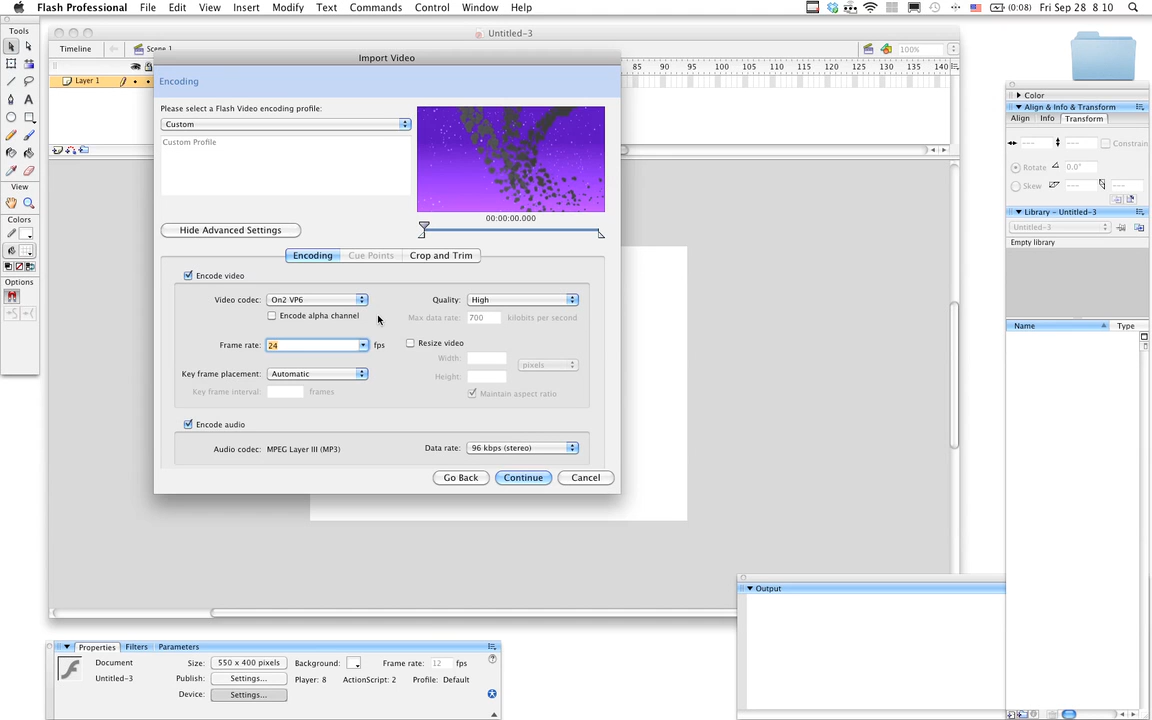 Flash Professional File Edit View Insert Modify Text Commands Control Window Help (0:08) Fri Sep 28 8 10
Tools
Untitled-3
Timeline Scene 1 100%
Import Video
85 90 95 100 105 110 115 120 125 130 135 140
Layer 1
Encoding
Please select a Flash Video encoding profile:
Custom
Custom Profile
00:00:00.000
Hide Advanced Settings
Encoding Cue Points Crop and Trim
Encode video
Video codec: On2 VP6 Quality: High
Encode alpha channel Max data rate: 700 kilobits per second
Frame rate: 24 fps Resize video
Width:
pixels
Key frame placement: Automatic Height:
Key frame interval: frames Maintain aspect ratio
Encode audio
Audio codec: MPEG Layer III (MP3) Data rate: 96 kbps (stereo)
Go Back Continue Cancel
View
Colors
Options
Color
Align & Info & Transform
Align Info Transform
Constrain
Rotate 0.0°
Skew
Library - Untitled-3
Untitled-3
Empty library
Name Type
Output
Properties Filters Parameters
Document Size: 550 x 400 pixels Background: Frame rate: 12 fps
Untitled-3 Publish: Settings... Player: 8 ActionScript: 2 Profile: Default
Device: Settings...